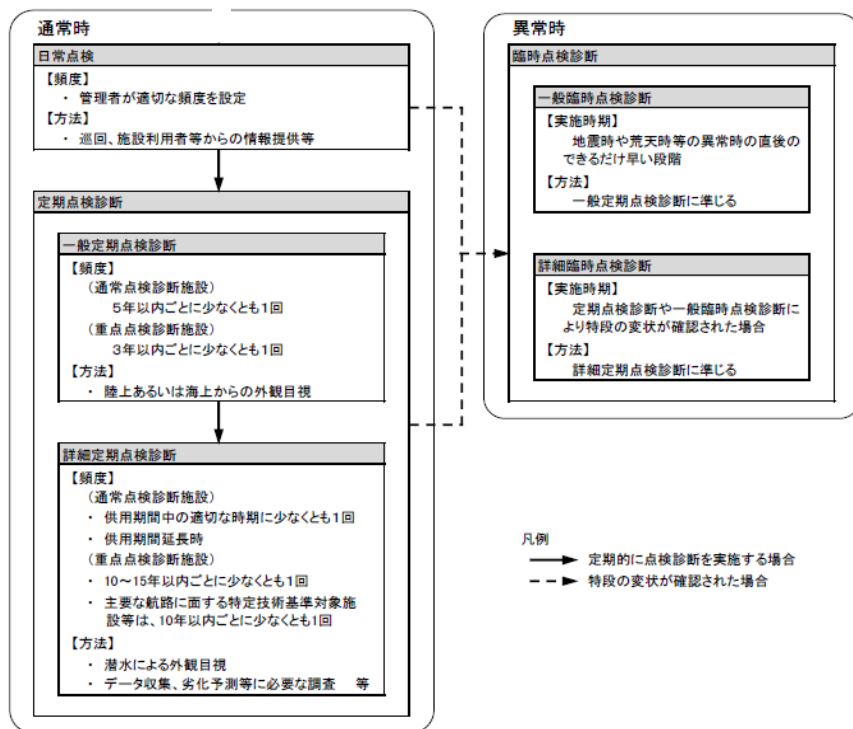 通常時
日常点検
【頻度】
・ 管理者が適切な頻度を設定
【方法】
・ 巡回、施設利用者等からの情報提供等
定期点検診断
一般定期点検診断
【頻度】
（通常点検診断施設）
5年以内ごとに少なくとも1回
（重点点検診断施設）
3年以内ごとに少なくとも1回
【方法】
・ 陸上あるいは海上からの外観目視
詳細定期点検診断
【頻度】
（通常点検診断施設）
・ 供用期間中の適切な時期に少なくとも1回
・ 供用期間延長時
（重点点検診断施設）
・ 10～15年以内ごとに少なくとも1回
・ 主要な航路に面する特定技術基準対象施
設等は、10年以内ごとに少なくとも1回
【方法】
・ 潜水による外観目視
・ データ収集、劣化予測等に必要な調査 等
異常時
臨時点検診断
一般臨時点検診断
【実施時期】
地震時や荒天時等の異常時の直後の
できるだけ早い段階
【方法】
一般定期点検診断に準じる
詳細臨時点検診断
【実施時期】
定期点検診断や一般臨時点検診断に
より特段の変状が確認された場合
【方法】
詳細定期点検診断に準じる
凡例
定期的に点検診断を実施する場合
特段の変状が確認された場合